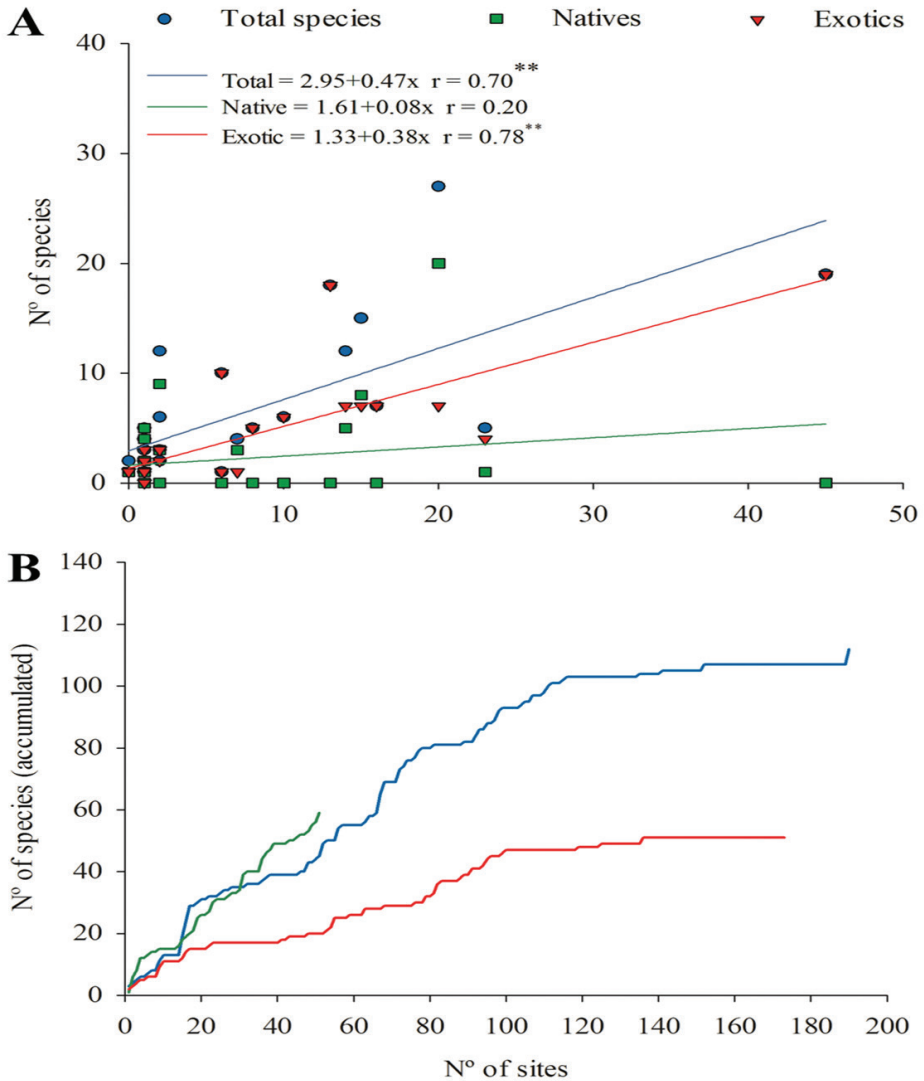 A
Total species Natives Exotics
40
30
20
10
0
Nº of species
Total = 2.95+0.47x r = 0.70**
Native = 1.61+0.08x r = 0.20
Exotic = 1.33+0.38x r = 0.78**
0 10 20 30 40 50
B
140
120
100
80
60
40
20
0
Nº of species (accumulated)
0 20 40 60 80 100 120 140 160 180 200
Nº of sites